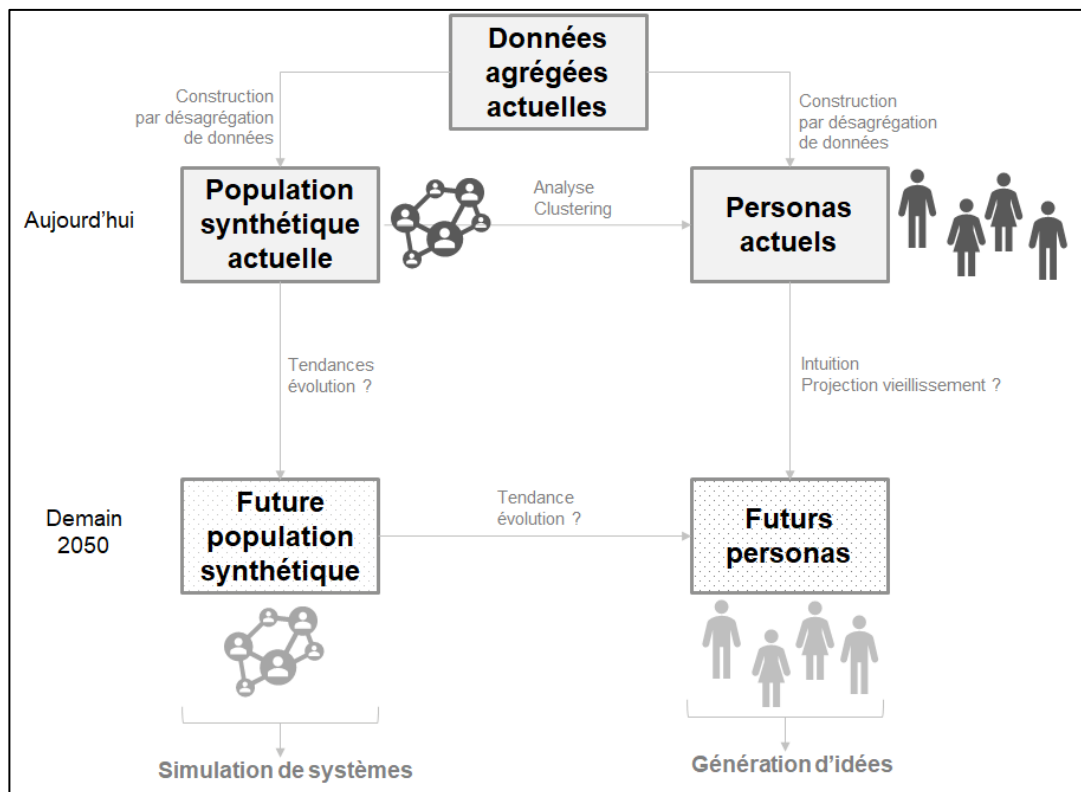 Données
agrégées
actuelles
Construction
par désagrégation
de données
Construction
par désagrégation
de données
Aujourd'hui
Population
synthétique
actuelle
Analyse
Clustering
Personas
actuels
Tendances
évolution ?
Intuition
Projection vieillissement ?
Demain
2050
Future
population
synthétique
Tendance
évolution ?
Futurs
personas
Simulation de systèmes
Génération d'idées